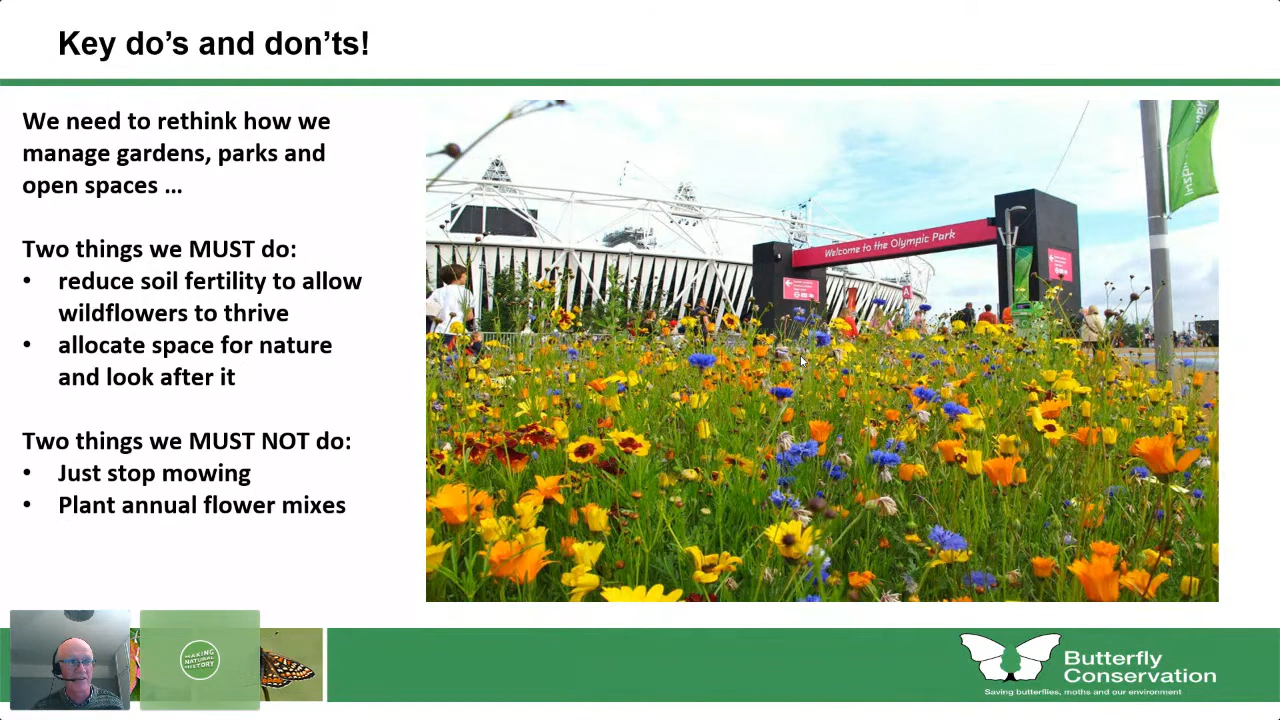 Key do’s and don’ts!
We need to rethink how we
manage gardens, parks and
open spaces …
Two things we MUST do:
• reduce soil fertility to allow
wildflowers to thrive
• allocate space for nature
and look after it
Two things we MUST NOT do:
• Just stop mowing
• Plant annual flower mixes
Welcome to the Olympic Park
MAKING
NATURAL
HISTORY
Butterfly
Conservation
Saving butterflies, moths and our environment